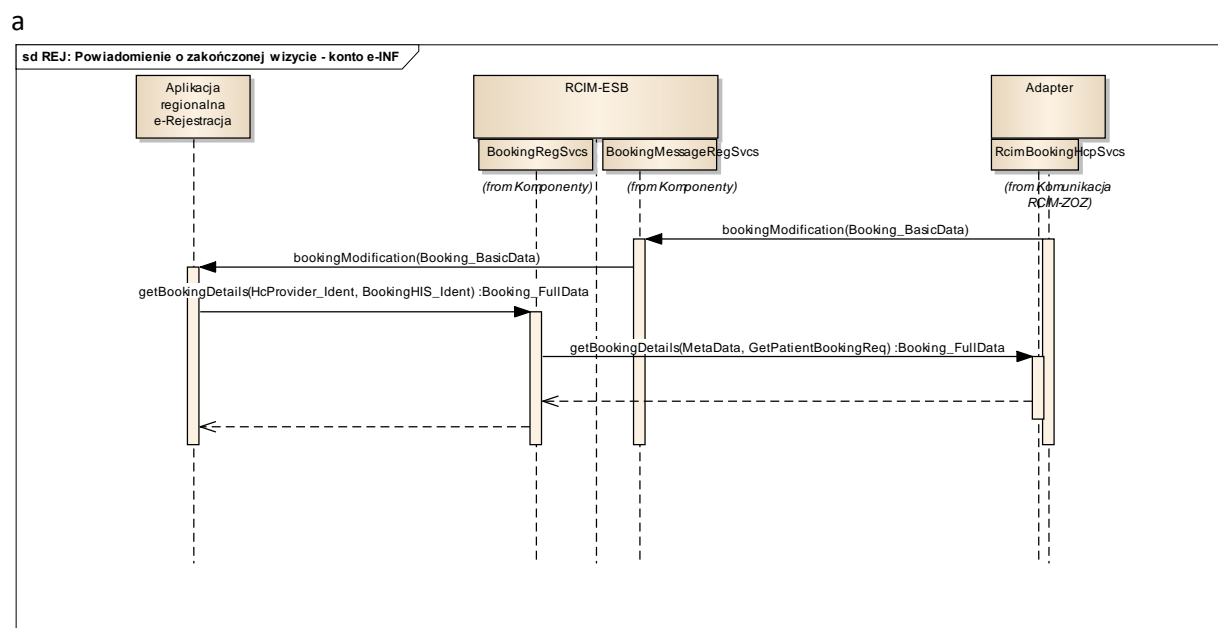 a
sd REJ: Powiadomienie o zakończonej wizycie - konto e-INF
Aplikacja
regionalna
e-Rejestracja
RCIM-ESB
Adapter
BookingRegSvcs
BookingMessageRegSvcs
RcimBookingHcpSvcs
(from Komponenty)
(from Komponenty)
(from Komunikacja
RCIM-ZOZ)
bookingModification(Booking_BasicData)
bookingModification(Booking_BasicData)
getBookingDetails(HcProvider_Ident, BookingHIS_Ident) :Booking_FullData
getBookingDetails(MetaData, GetPatientBookingReq) :Booking_FullData